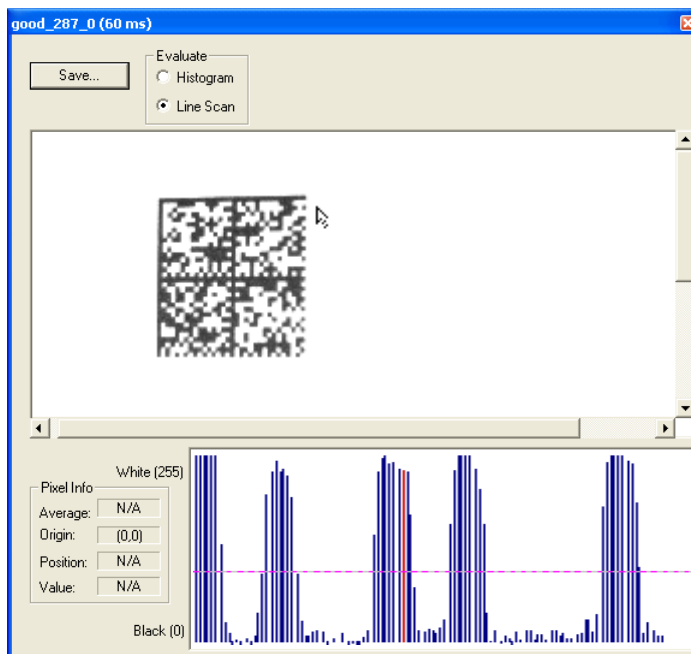 good_287_0 (60 ms)
Save...
Evaluate
Histogram
Line Scan
White (255)
Pixel Info
Average: N/A
Origin: (0,0)
Position: N/A
Value: N/A
Black (0)